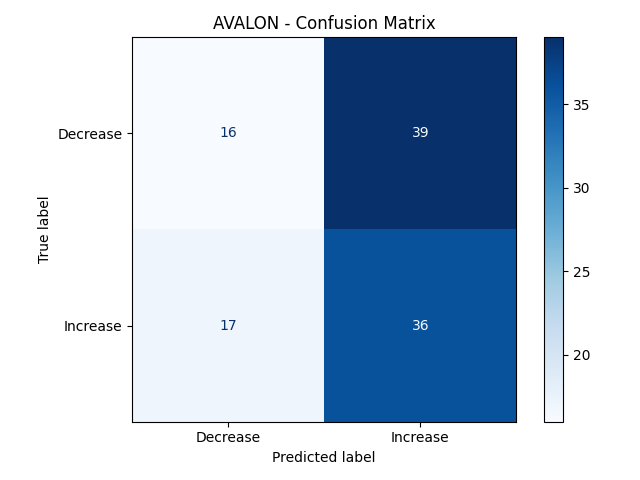 AVALON - Confusion Matrix
True label
Decrease
16
39
35
30
25
Increase
17
36
20
Decrease
Increase
Predicted label